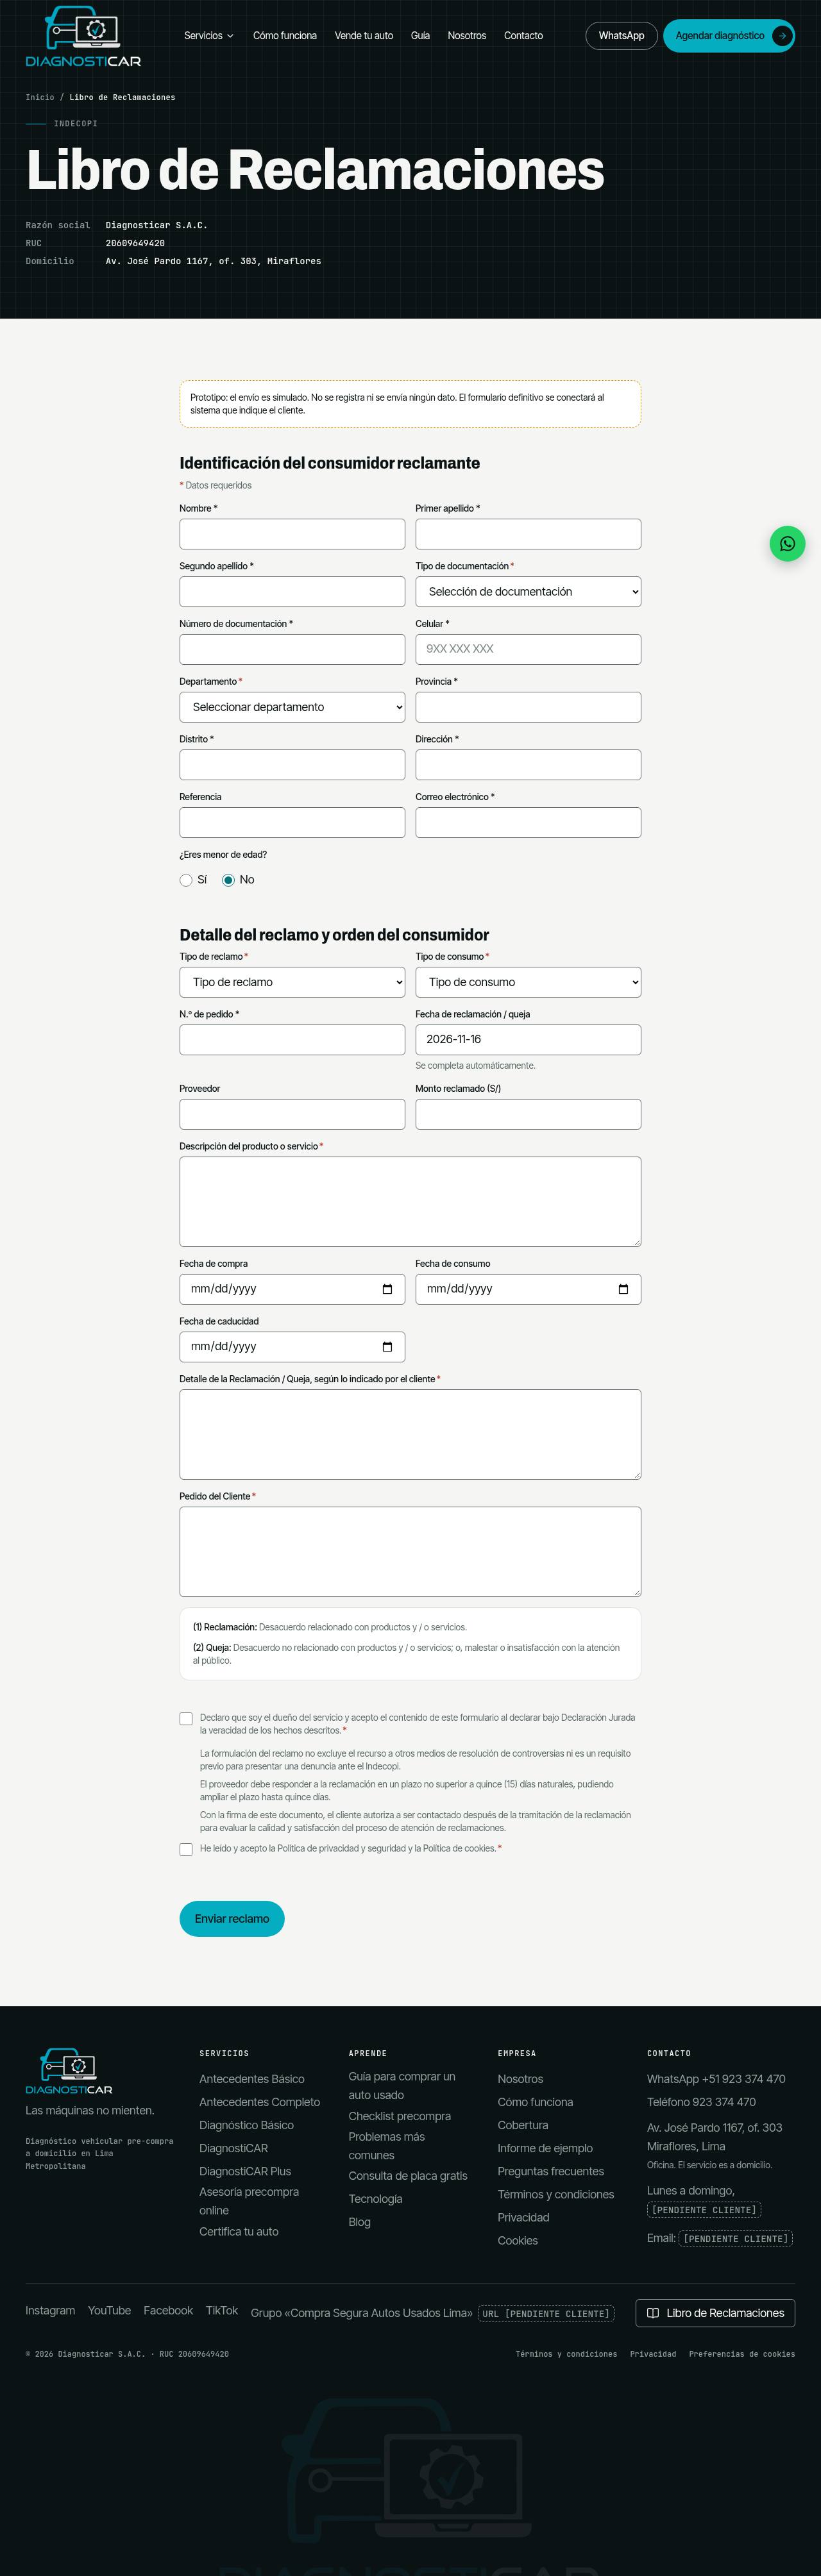 DIAGNOSTICAR
Servicios
Cómo funciona
Vende tu auto
Guía
Nosotros
Contacto
WhatsApp
Agendar diagnóstico
Inicio / Libro de Reclamaciones
INDECOPI
Libro de Reclamaciones
Razón social Diagnosticar S.A.C.
RUC 20609649420
Domicilio Av. José Pardo 1167, of. 303, Miraflores
Prototipo: el envío es simulado. No se registra ni se envía ningún dato. El formulario definitivo se conectará al
sistema que indique el cliente.
Identificación del consumidor reclamante
* Datos requeridos
Nombre *
Primer apellido *
Segundo apellido *
Tipo de documentación *
Selección de documentación
Número de documentación *
Celular *
9XX XXX XXX
Departamento *
Seleccionar departamento
Provincia *
Distrito *
Dirección *
Referencia
Correo electrónico *
¿Eres menor de edad?
Sí
No
Detalle del reclamo y orden del consumidor
Tipo de reclamo *
Tipo de reclamo
Tipo de consumo *
Tipo de consumo
N.º de pedido *
Fecha de reclamación / queja
2026-11-16
Se completa automáticamente.
Proveedor
Monto reclamado (S/)
Descripción del producto o servicio *
Fecha de compra
mm/dd/yyyy
Fecha de consumo
mm/dd/yyyy
Fecha de caducidad
mm/dd/yyyy
Detalle de la Reclamación / Queja, según lo indicado por el cliente *
Pedido del Cliente *
(1) Reclamación: Desacuerdo relacionado con productos y / o servicios.
(2) Queja: Desacuerdo no relacionado con productos y / o servicios; o, malestar o insatisfacción con la atención
al público.
Declaro que soy el dueño del servicio y acepto el contenido de este formulario al declarar bajo Declaración Jurada
la veracidad de los hechos descritos. *
La formulación del reclamo no excluye el recurso a otros medios de resolución de controversias ni es un requisito
previo para presentar una denuncia ante el Indecopi.
El proveedor debe responder a la reclamación en un plazo no superior a quince (15) días naturales, pudiendo
ampliar el plazo hasta quince días.
Con la firma de este documento, el cliente autoriza a ser contactado después de la tramitación de la reclamación
para evaluar la calidad y satisfacción del proceso de atención de reclamaciones.
He leído y acepto la Política de privacidad y seguridad y la Política de cookies. *
Enviar reclamo
DIAGNOSTICAR
Las máquinas no mienten.
Diagnóstico vehicular pre-compra
a domicilio en Lima
Metropolitana
SERVICIOS
Antecedentes Básico
Antecedentes Completo
Diagnóstico Básico
DiagnostiCAR
DiagnostiCAR Plus
Asesoría precompra
online
Certifica tu auto
APRENDE
Guía para comprar un
auto usado
Checklist precompra
Problemas más
comunes
Consulta de placa gratis
Tecnología
Blog
EMPRESA
Nosotros
Cómo funciona
Cobertura
Informe de ejemplo
Preguntas frecuentes
Términos y condiciones
Privacidad
Cookies
CONTACTO
WhatsApp +51 923 374 470
Teléfono 923 374 470
Av. José Pardo 1167, of. 303
Miraflores, Lima
Oficina. El servicio es a domicilio.
Lunes a domingo,
[PENDIENTE CLIENTE]
Email: [PENDIENTE CLIENTE]
Instagram
YouTube
Facebook
TikTok
Grupo «Compra Segura Autos Usados Lima» URL [PENDIENTE CLIENTE]
Libro de Reclamaciones
© 2026 Diagnosticar S.A.C. · RUC 20609649420
Términos y condiciones
Privacidad
Preferencias de cookies
DIAGNOSTICAR